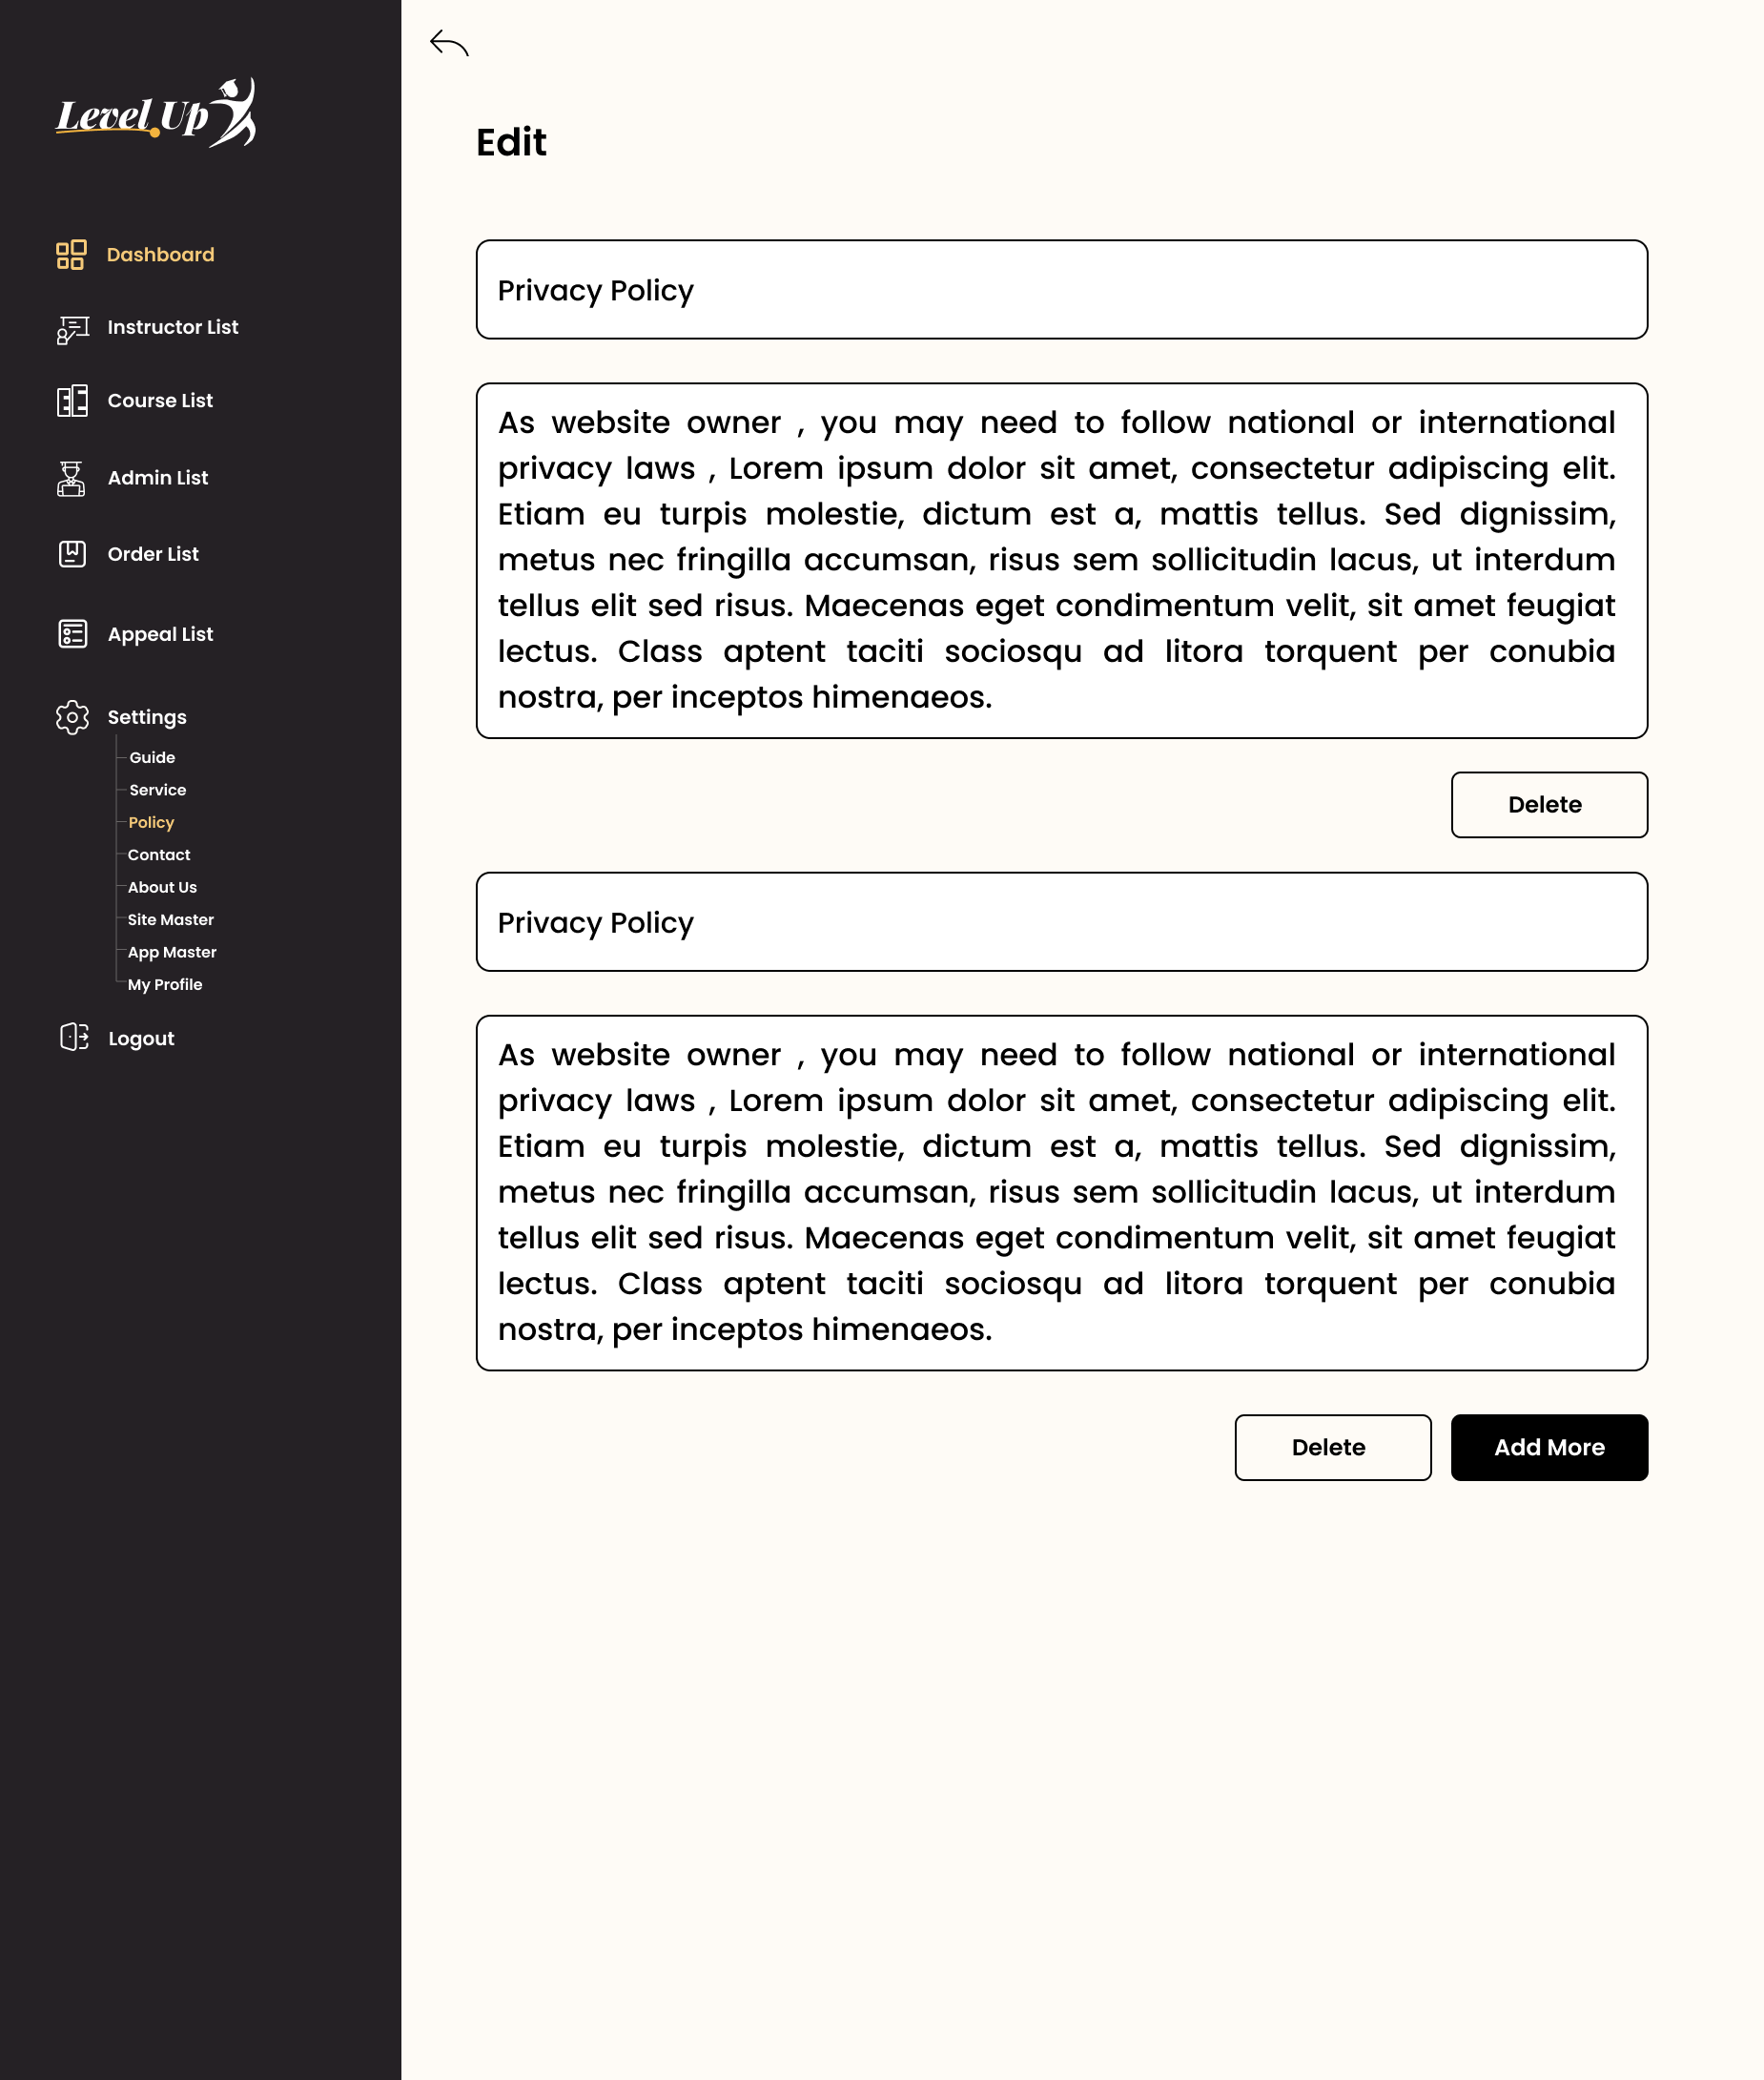 Level Up
Dashboard
Instructor List
Course List
Admin List
Order List
Appeal List
Settings
Guide
Service
Policy
Contact
About Us
Site Master
App Master
My Profile
Logout
Edit
Privacy Policy
As website owner , you may need to follow national or international
privacy laws , Lorem ipsum dolor sit amet, consectetur adipiscing elit.
Etiam eu turpis molestie, dictum est a, mattis tellus. Sed dignissim,
metus nec fringilla accumsan, risus sem sollicitudin lacus, ut interdum
tellus elit sed risus. Maecenas eget condimentum velit, sit amet feugiat
lectus. Class aptent taciti sociosqu ad litora torquent per conubia
nostra, per inceptos himenaeos.
Delete
Privacy Policy
As website owner , you may need to follow national or international
privacy laws , Lorem ipsum dolor sit amet, consectetur adipiscing elit.
Etiam eu turpis molestie, dictum est a, mattis tellus. Sed dignissim,
metus nec fringilla accumsan, risus sem sollicitudin lacus, ut interdum
tellus elit sed risus. Maecenas eget condimentum velit, sit amet feugiat
lectus. Class aptent taciti sociosqu ad litora torquent per conubia
nostra, per inceptos himenaeos.
Delete
Add More